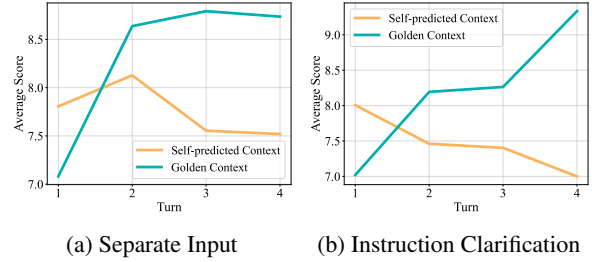 Average Score
8.5
8.0
7.5
7.0
Self-predicted Context
Golden Context
1 2 3 4
Turn
(a) Separate Input
Average Score
9.0
8.5
8.0
7.5
7.0
Self-predicted Context
Golden Context
1 2 3 4
Turn
(b) Instruction Clarification